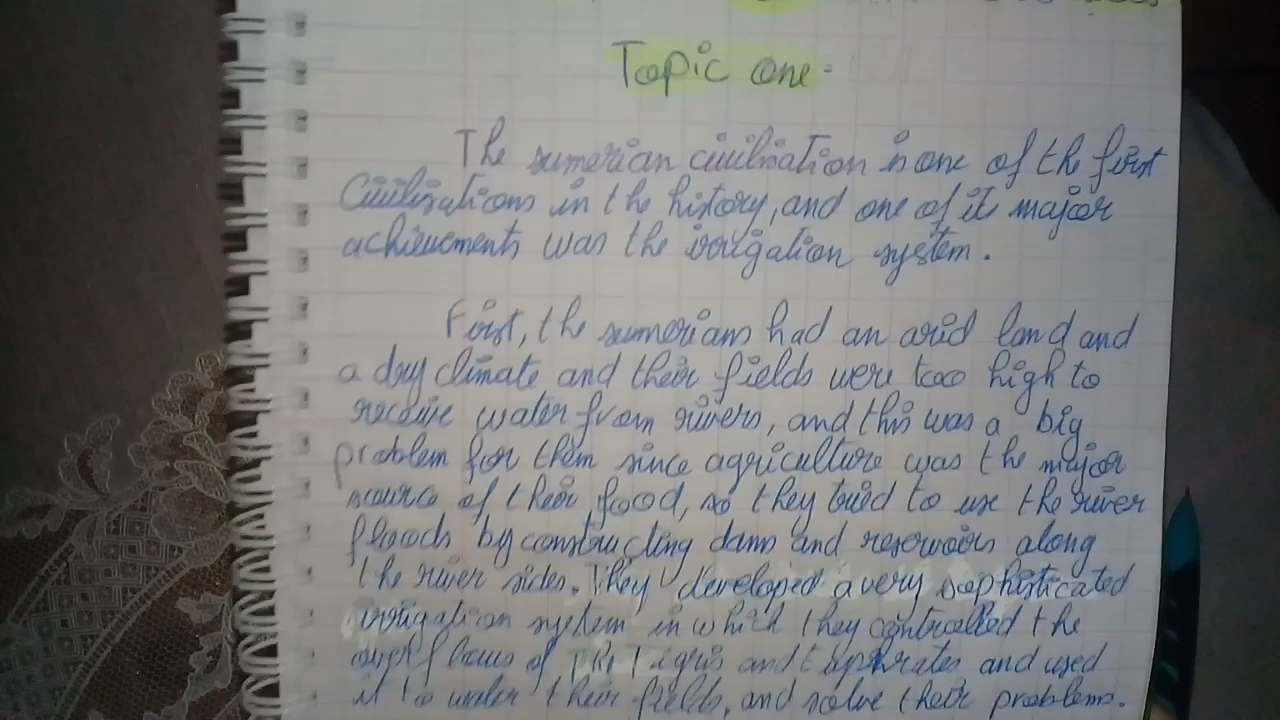 Topic one:
The sumerian civilisation is one of the first
Civilisations in the history, and one of its major
achievements was the irrigation system.
First, the sumerians had an arid land and
a dry climate and their fields were too high to
receive water from rivers, and this was a big
problem for them since agriculture was the major
source of their food, so they tried to use the river
floods by constructing dams and reservoirs along
the river sides. They developed a very sophisticated
irrigation system in which they controlled the
overflows of The Tigris and Euphrates and used
it to water their fields, and solve their problems.